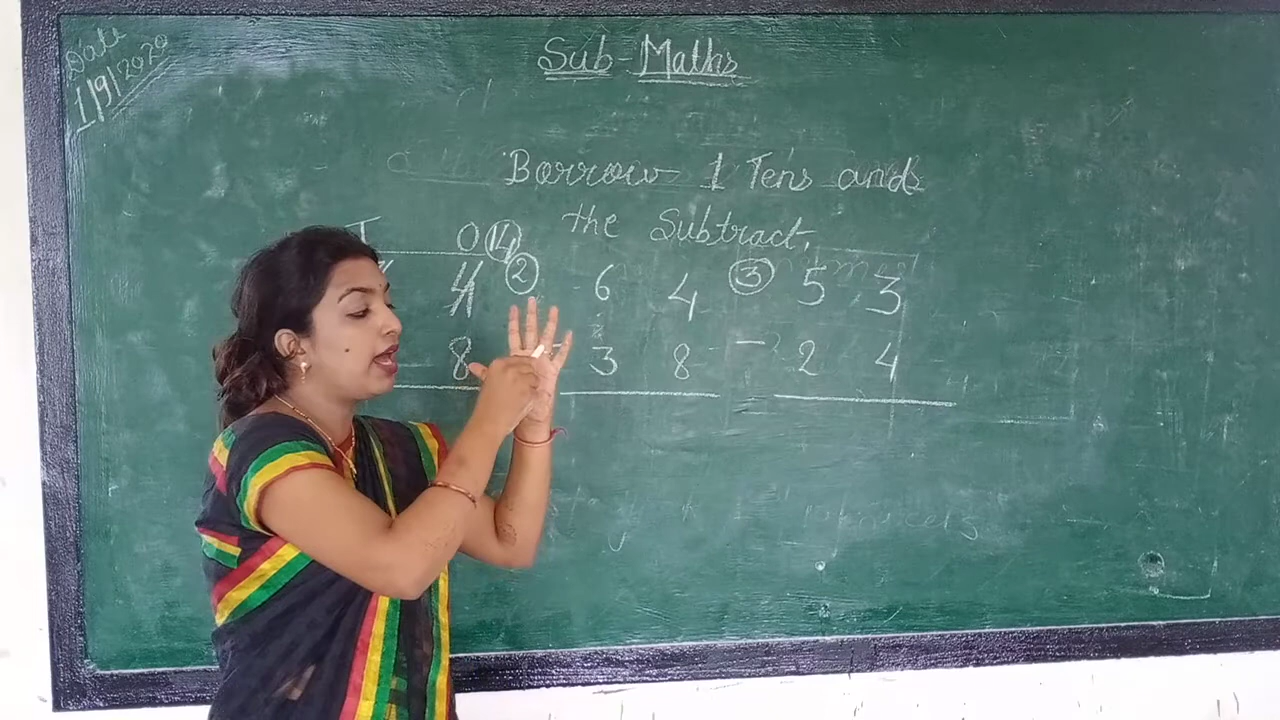 Date
1/9/2020
Sub-Maths
Borrow 1 Tens and
the Subtract.
T O 14
4 2 6 4 3 5 3
8 - 3 8 - 2 4